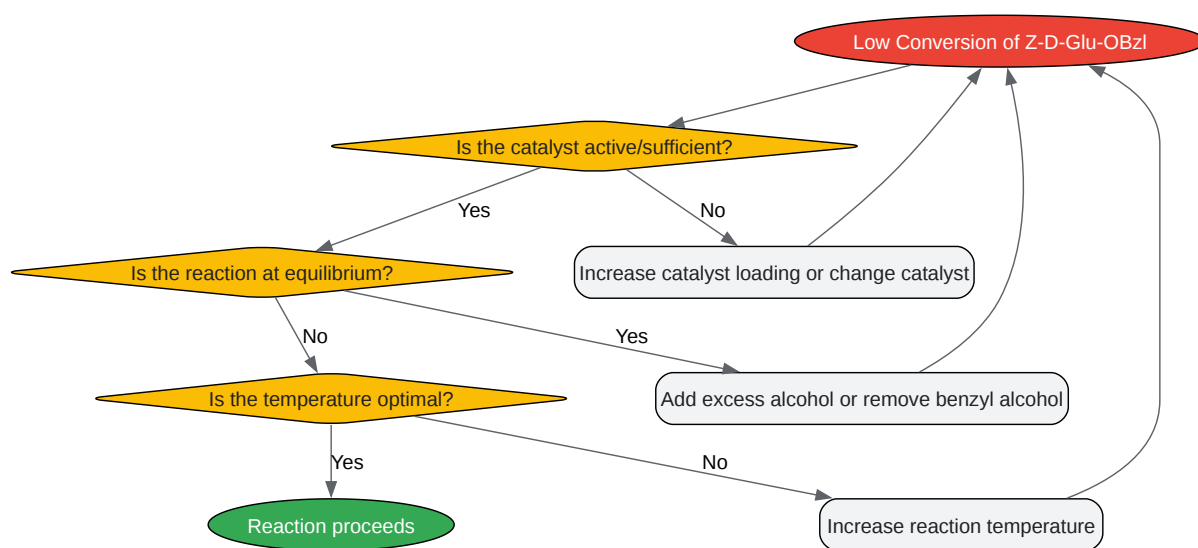 Low Conversion of Z-D-Glu-OBzl
Is the catalyst active/sufficient?
Yes
No
Is the reaction at equilibrium?
Increase catalyst loading or change catalyst
No
Yes
Is the temperature optimal?
Add excess alcohol or remove benzyl alcohol
Yes
No
Reaction proceeds
Increase reaction temperature